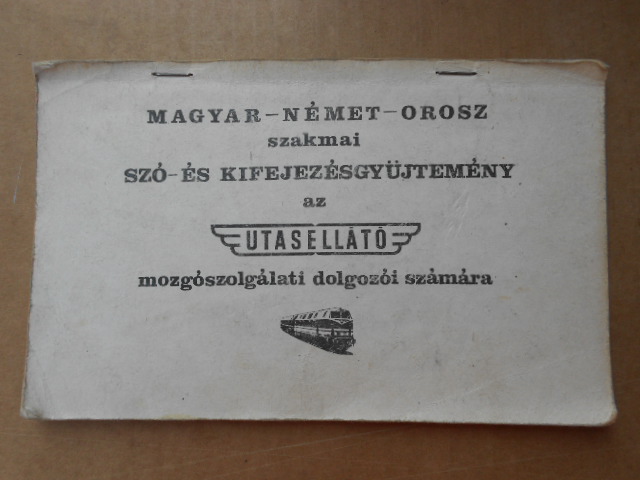 MAGYAR-NÉMET-OROSZ
szakmai
SZÓ-ÉS KIFEJEZÉSGYÜJTEMÉNY
az
UTASELLÁTÓ
mozgószolgálati dolgozói számára